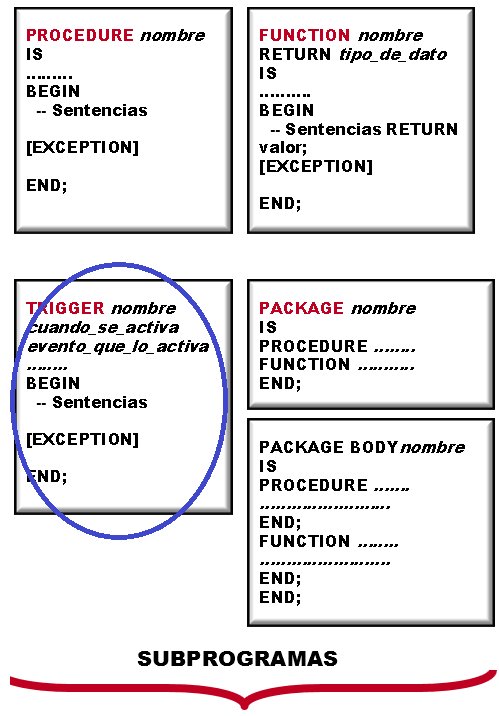 PROCEDURE nombre
IS
.........
BEGIN
-- Sentencias
[EXCEPTION]
END;
FUNCTION nombre
RETURN tipo_de_dato
IS
..........
BEGIN
-- Sentencias RETURN
valor;
[EXCEPTION]
END;
TRIGGER nombre
cuando_se_activa
evento_que_lo_activa
........
BEGIN
-- Sentencias
[EXCEPTION]
END;
PACKAGE nombre
IS
PROCEDURE ........
FUNCTION ...........
END;
PACKAGE BODY nombre
IS
PROCEDURE .......
.........................
END;
FUNCTION ........
.........................
END;
END;
SUBPROGRAMAS